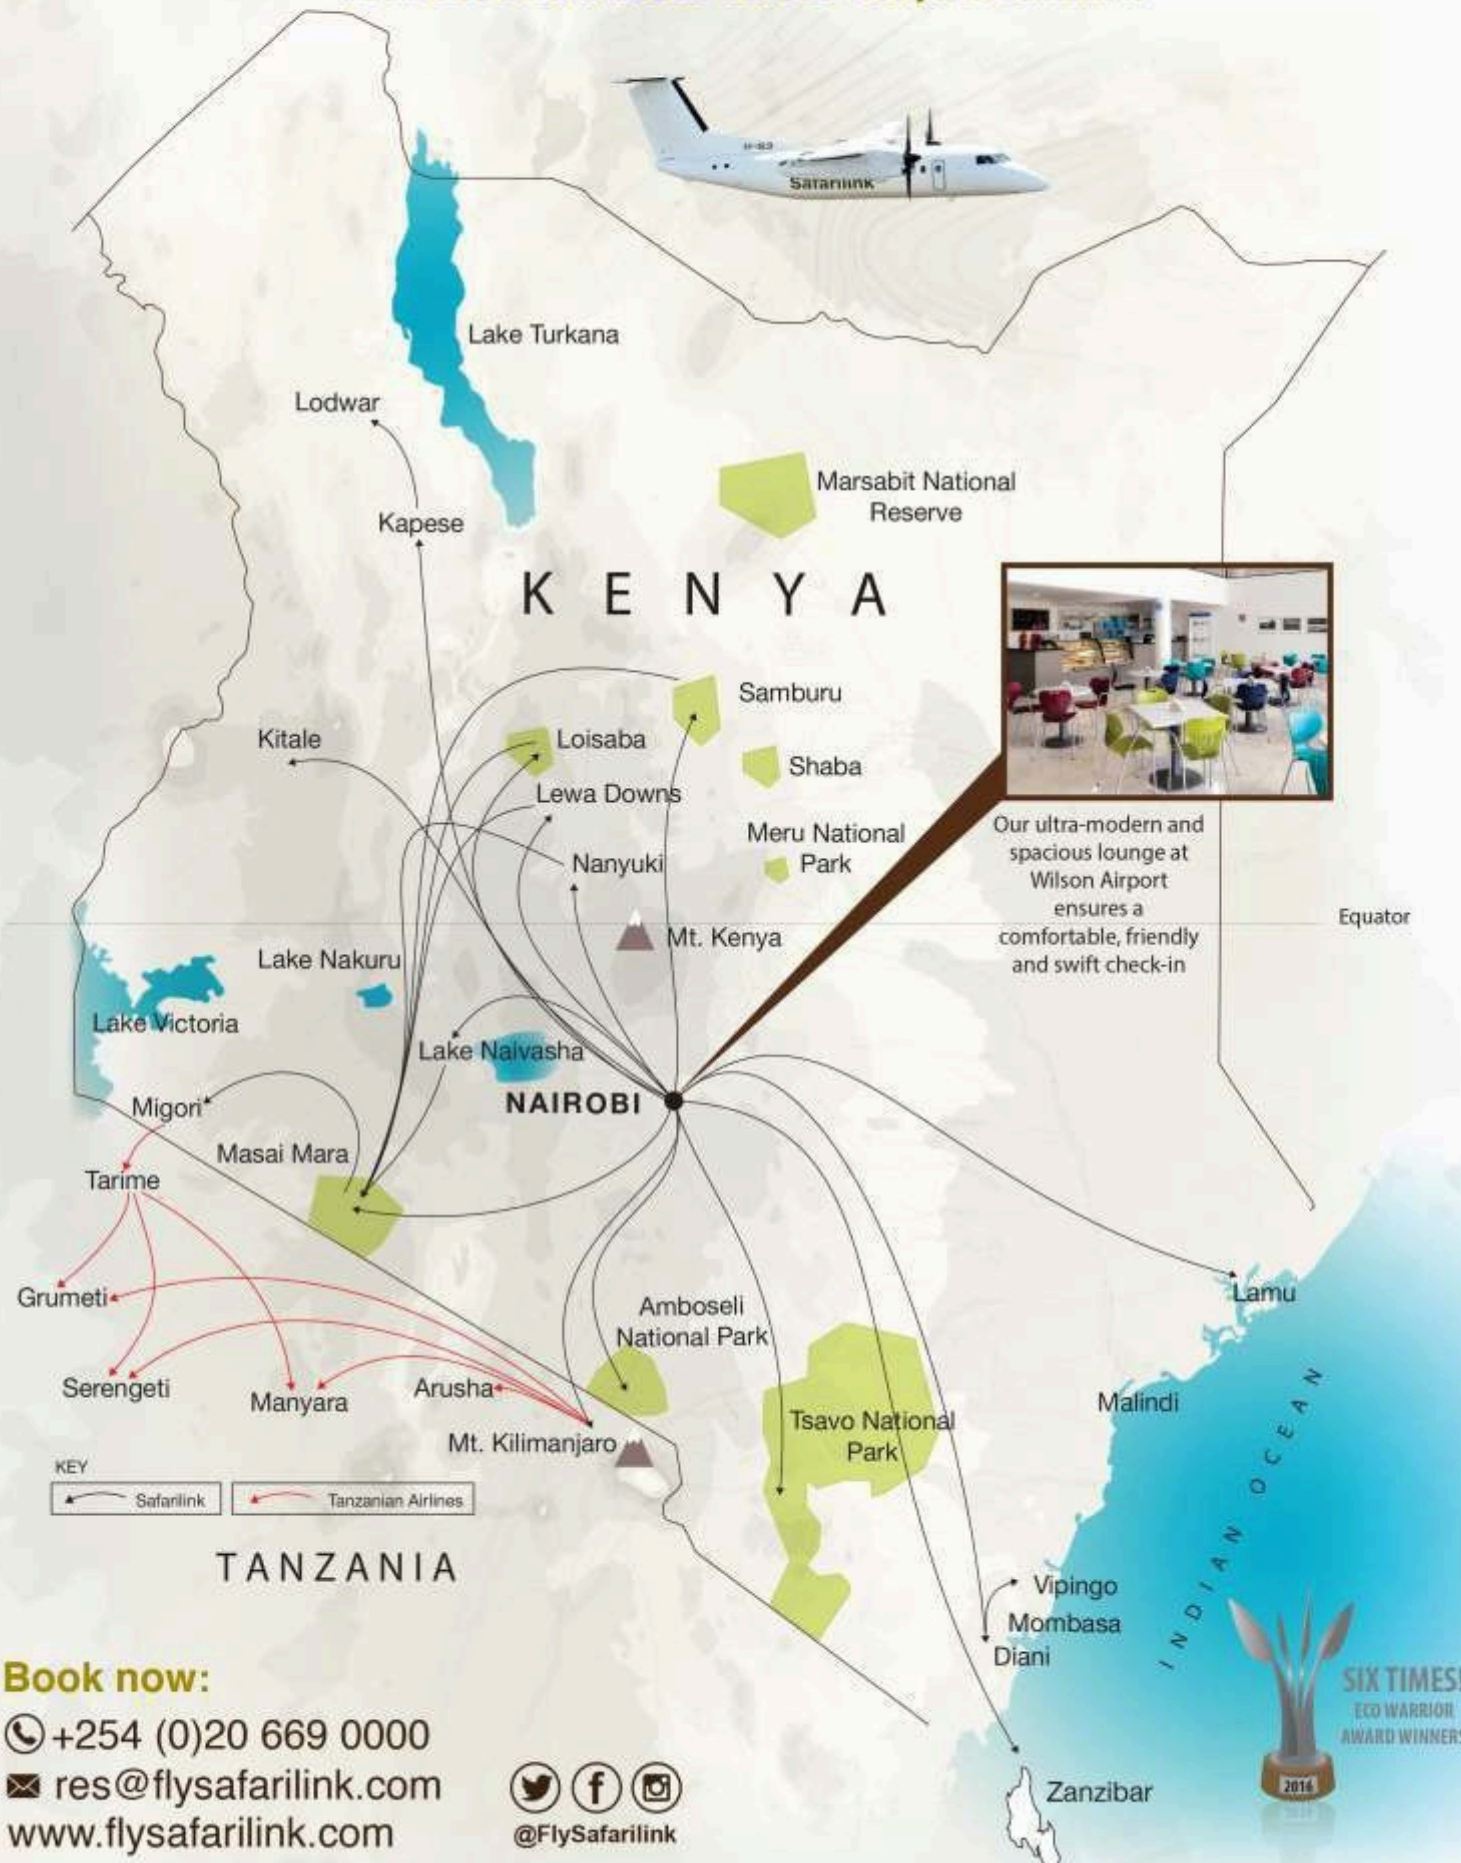 Safarilink
Lake Turkana
Lodwar
Marsabit National
Reserve
Kapese
KENYA
Samburu
Kitale
Loisaba
Shaba
Lewa Downs
Meru National
Park
Nanyuki
Our ultra-modern and
spacious lounge at
Wilson Airport
ensures a
comfortable, friendly
and swift check-in
Equator
Mt. Kenya
Lake Nakuru
Lake Victoria
Lake Naivasha
NAIROBI
Migori
Masai Mara
Tarime
Grumeti
Amboseli
National Park
Lamu
Serengeti
Manyara
Arusha
Malindi
Tsavo National
Park
Mt. Kilimanjaro
INDIAN OCEAN
KEY
Safarilink
Tanzanian Airlines
TANZANIA
Vipingo
Mombasa
Diani
Zanzibar
SIX TIMES!
ECO WARRIOR
AWARD WINNERS
2016
Book now:
+254 (0)20 669 0000
res@flysafarilink.com
www.flysafarilink.com
@FlySafarilink